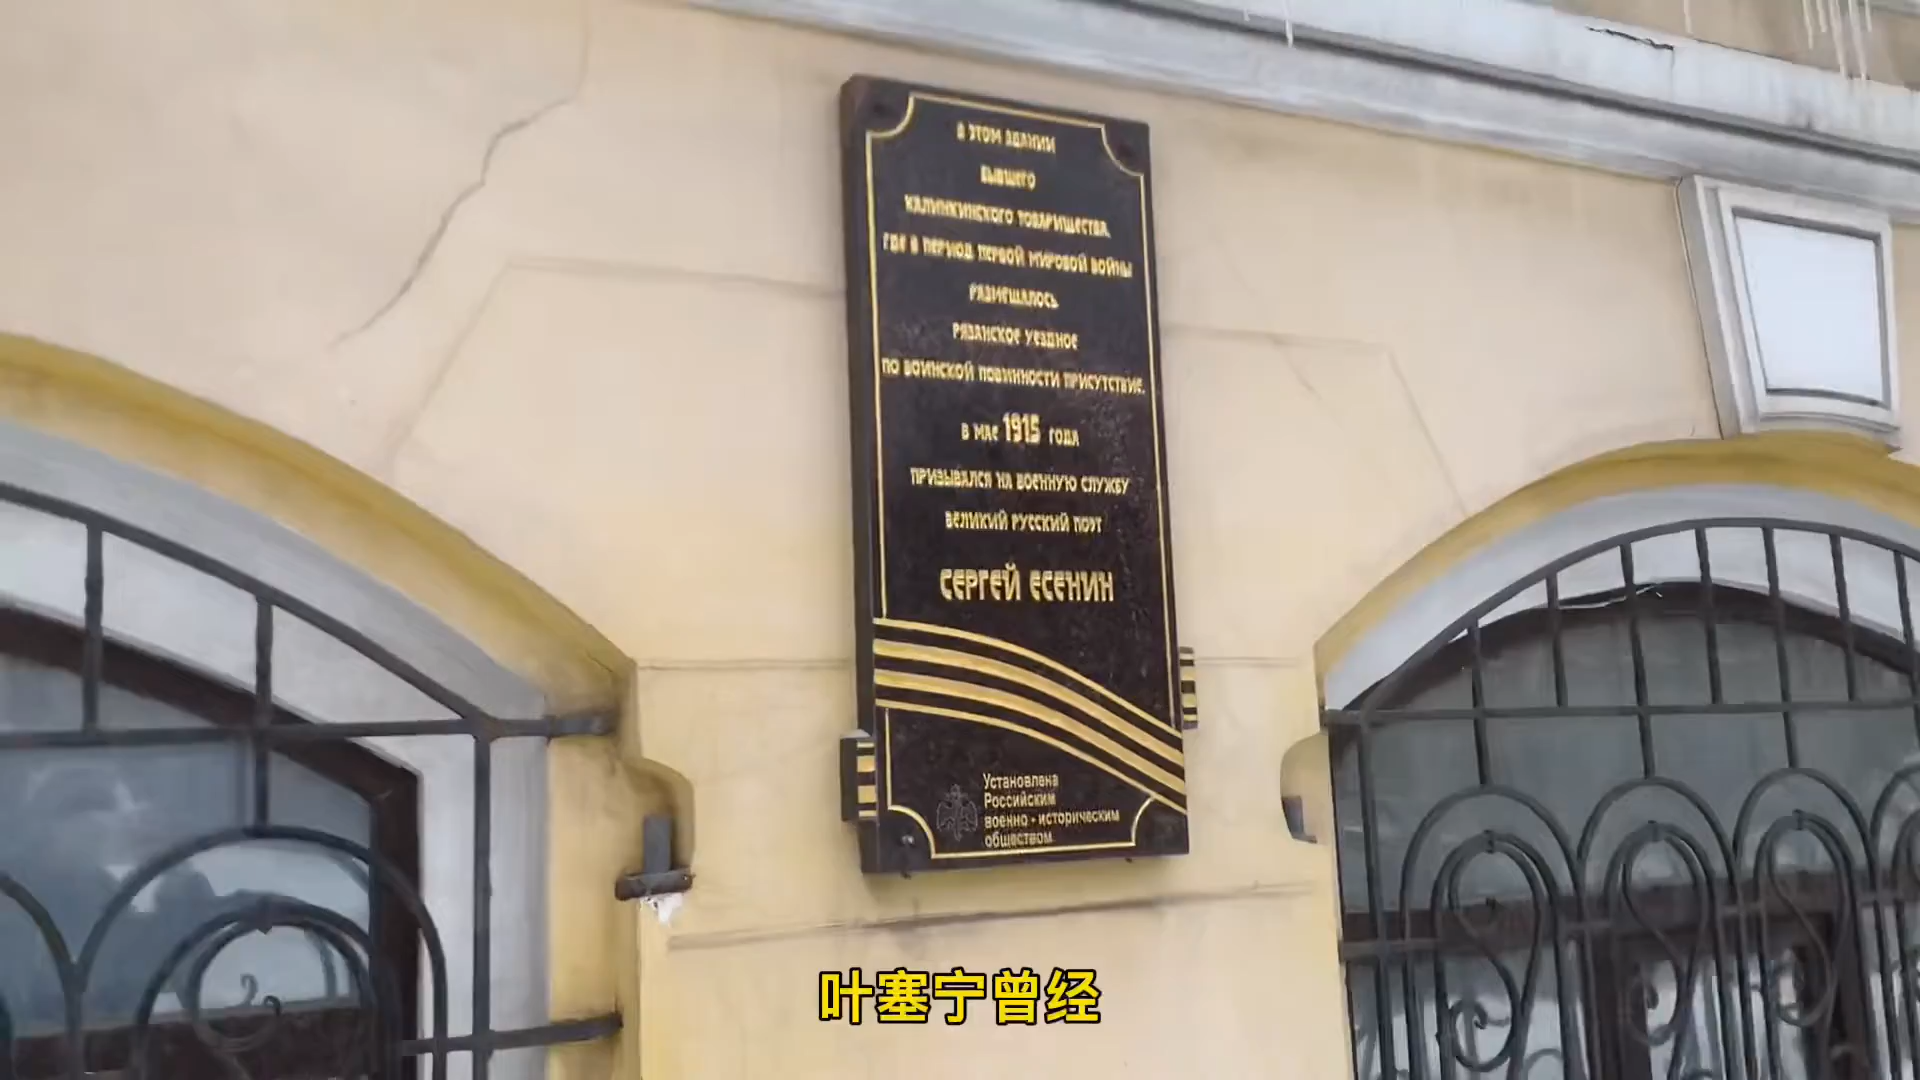 В ЭТОМ ЗДАНИИ
БЫВШЕГО
КАЛИНКИНСКОГО ТОВАРИЩЕСТВА,
ГДЕ В ПЕРИОД ПЕРВОЙ МИРОВОЙ ВОЙНЫ
РАЗМЕЩАЛОСЬ
РЯЗАНСКОЕ УЕЗДНОЕ
ПО ВОИНСКОЙ ПОВИННОСТИ ПРИСУТСТВИЕ,
В МАЕ 1915 ГОДА
ПРИЗЫВАЛСЯ НА ВОЕННУЮ СЛУЖБУ
ВЕЛИКИЙ РУССКИЙ ПОЭТ
СЕРГЕЙ ЕСЕНИН
Установлена
Российским
военно-историческим
обществом
叶塞宁曾经